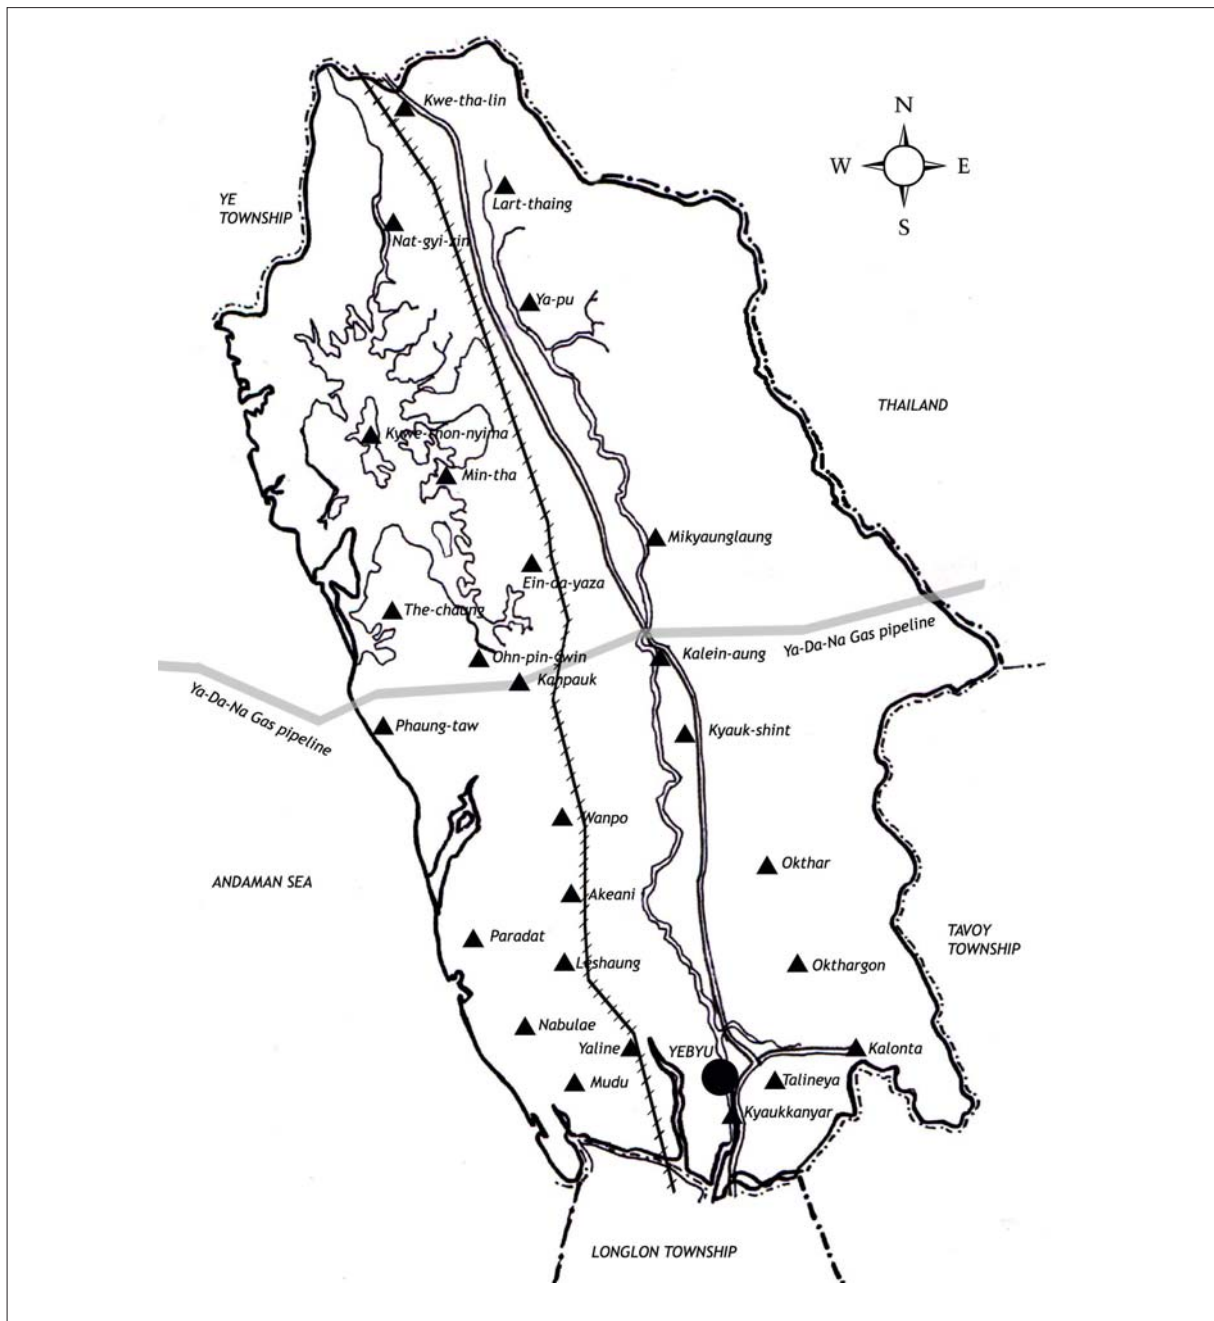 Kwe-tha-lin
N
W
E
S
Lart-thaing
YE
TOWNSHIP
Nat-gyi-zin
Ya-pu
THAILAND
Kywe-thon-nyima
Min-tha
Mikyaunglaung
Ein-da-yaza
The-chaung
Ya-Da-Na Gas pipeline
Kalein-aung
Ohn-pin-gwin
Kanpauk
Ya-Da-Na Gas pipeline
Phaung-taw
Kyauk-shint
Wanpo
Okthar
ANDAMAN SEA
Akeani
TAVOY
TOWNSHIP
Paradat
Leshaung
Okthargon
Nabulae
Yaline
YEBYU
Kalonta
Mudu
Talineya
Kyaukkanyar
LONGLON TOWNSHIP